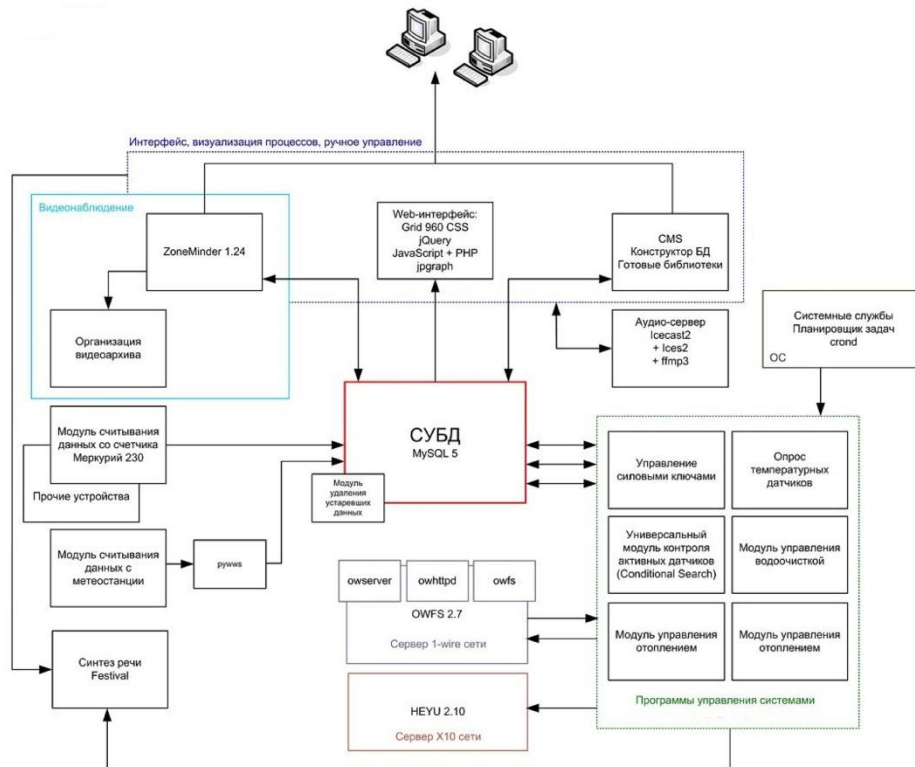 Интерфейс, визуализация процессов, ручное управление
Видеонаблюдение
ZoneMinder 1.24
Организация
видеоархива
Web-интерфейс:
Grid 960 CSS
jQuery
JavaScript + PHP
jpgraph
CMS
Конструктор БД
Готовые библиотеки
Аудио-сервер
Icecast2
+ Ices2
+ ffmp3
Системные службы
Планировщик задач
crond
ОС
Модуль считывания
данных со счетчика
Меркурий 230
Прочие устройства
СУБД
MySQL 5
Модуль
удаления
устаревших
данных
Модуль считывания
данных с
метеостанции
pywws
Управление
силовыми ключами
Опрос
температурных
датчиков
Универсальный
модуль контроля
активных датчиков
(Conditional Search)
Модуль управления
водоочисткой
Модуль управления
отоплением
Модуль управления
отоплением
Программы управления системами
owserver
owhttpd
owfs
OWFS 2.7
Сервер 1-wire сети
HEYU 2.10
Сервер X10 сети
Синтез речи
Festival